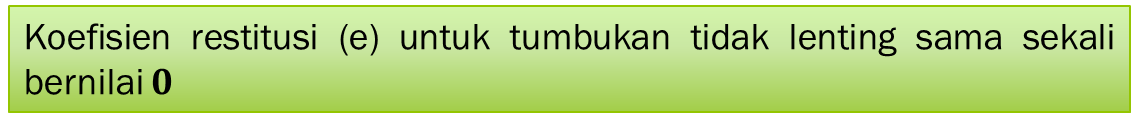 Koefisien restitusi (e) untuk tumbukan tidak lenting sama sekali
bernilai 0